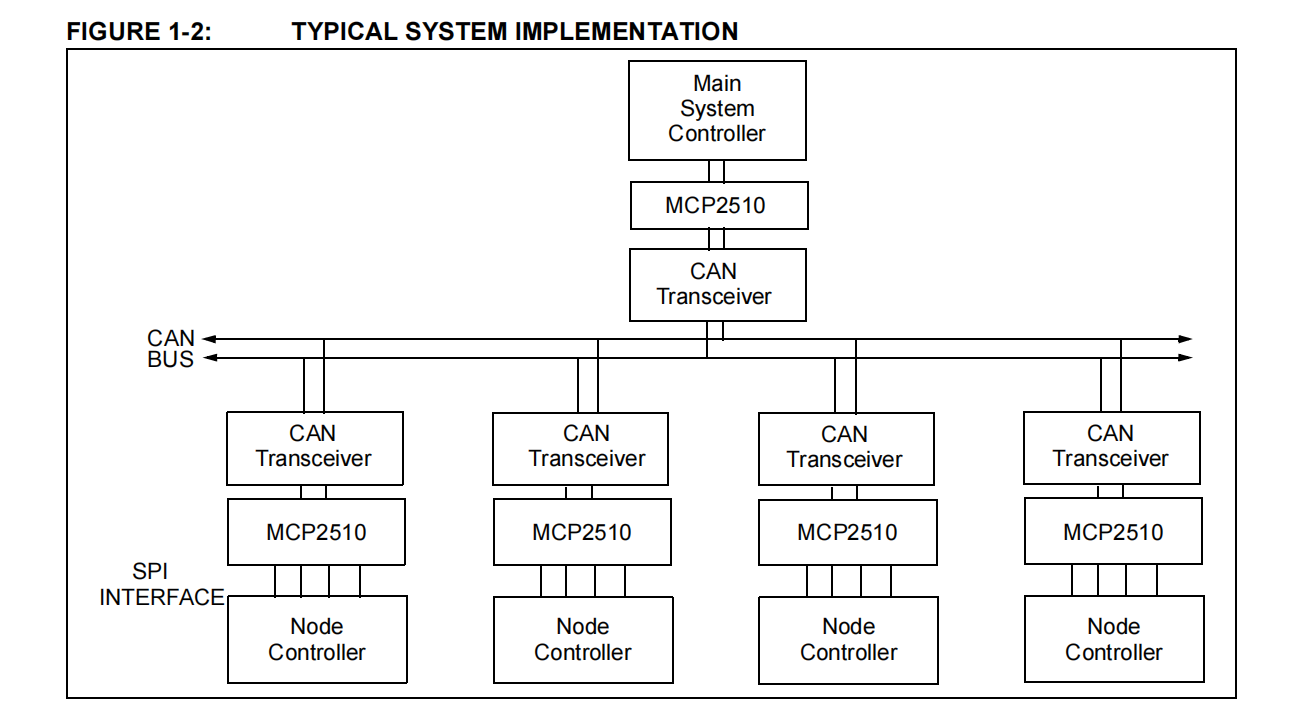 FIGURE 1-2: TYPICAL SYSTEM IMPLEMENTATION
Main
System
Controller
MCP2510
CAN
Transceiver
CAN
BUS
CAN
Transceiver
CAN
Transceiver
CAN
Transceiver
CAN
Transceiver
MCP2510
MCP2510
MCP2510
MCP2510
SPI
INTERFACE
Node
Controller
Node
Controller
Node
Controller
Node
Controller